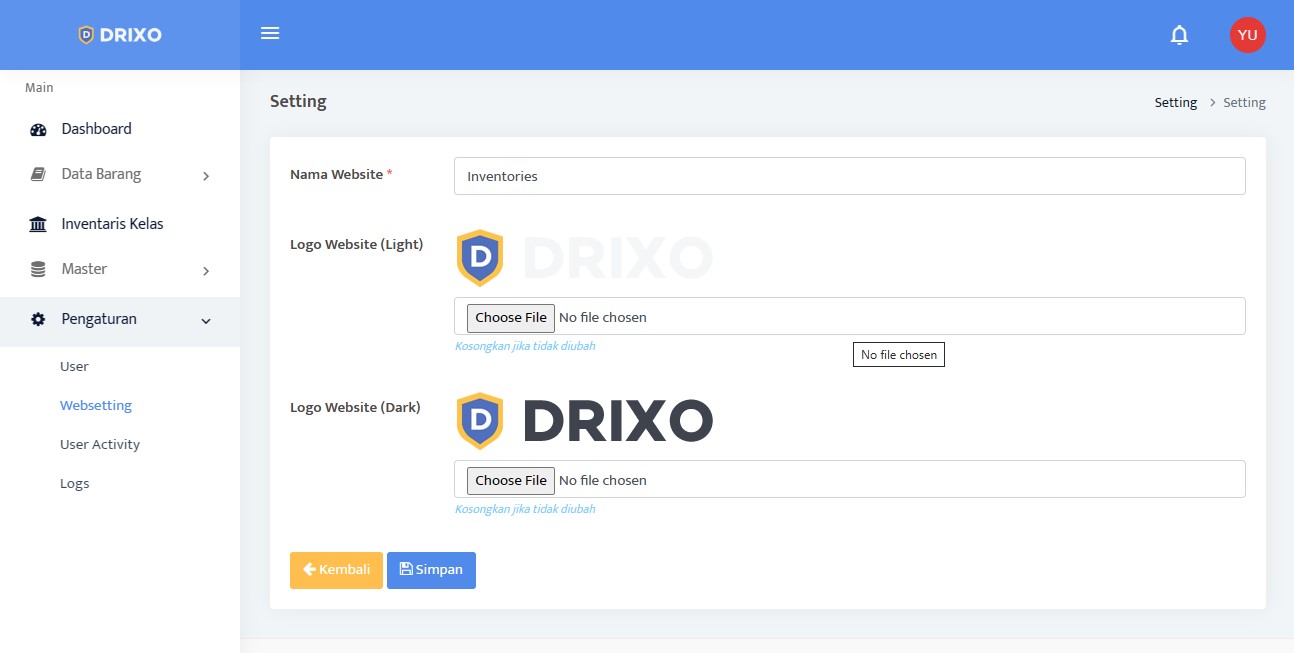 D DRIXO
YU
Main
Setting
Setting > Setting
Dashboard
Data Barang
Inventaris Kelas
Master
Pengaturan
User
Websetting
User Activity
Logs
Nama Website *
Inventories
Logo Website (Light)
D DRIXO
Choose File No file chosen
Kosongkan jika tidak diubah
No file chosen
Logo Website (Dark)
D DRIXO
Choose File No file chosen
Kosongkan jika tidak diubah
Kembali
Simpan